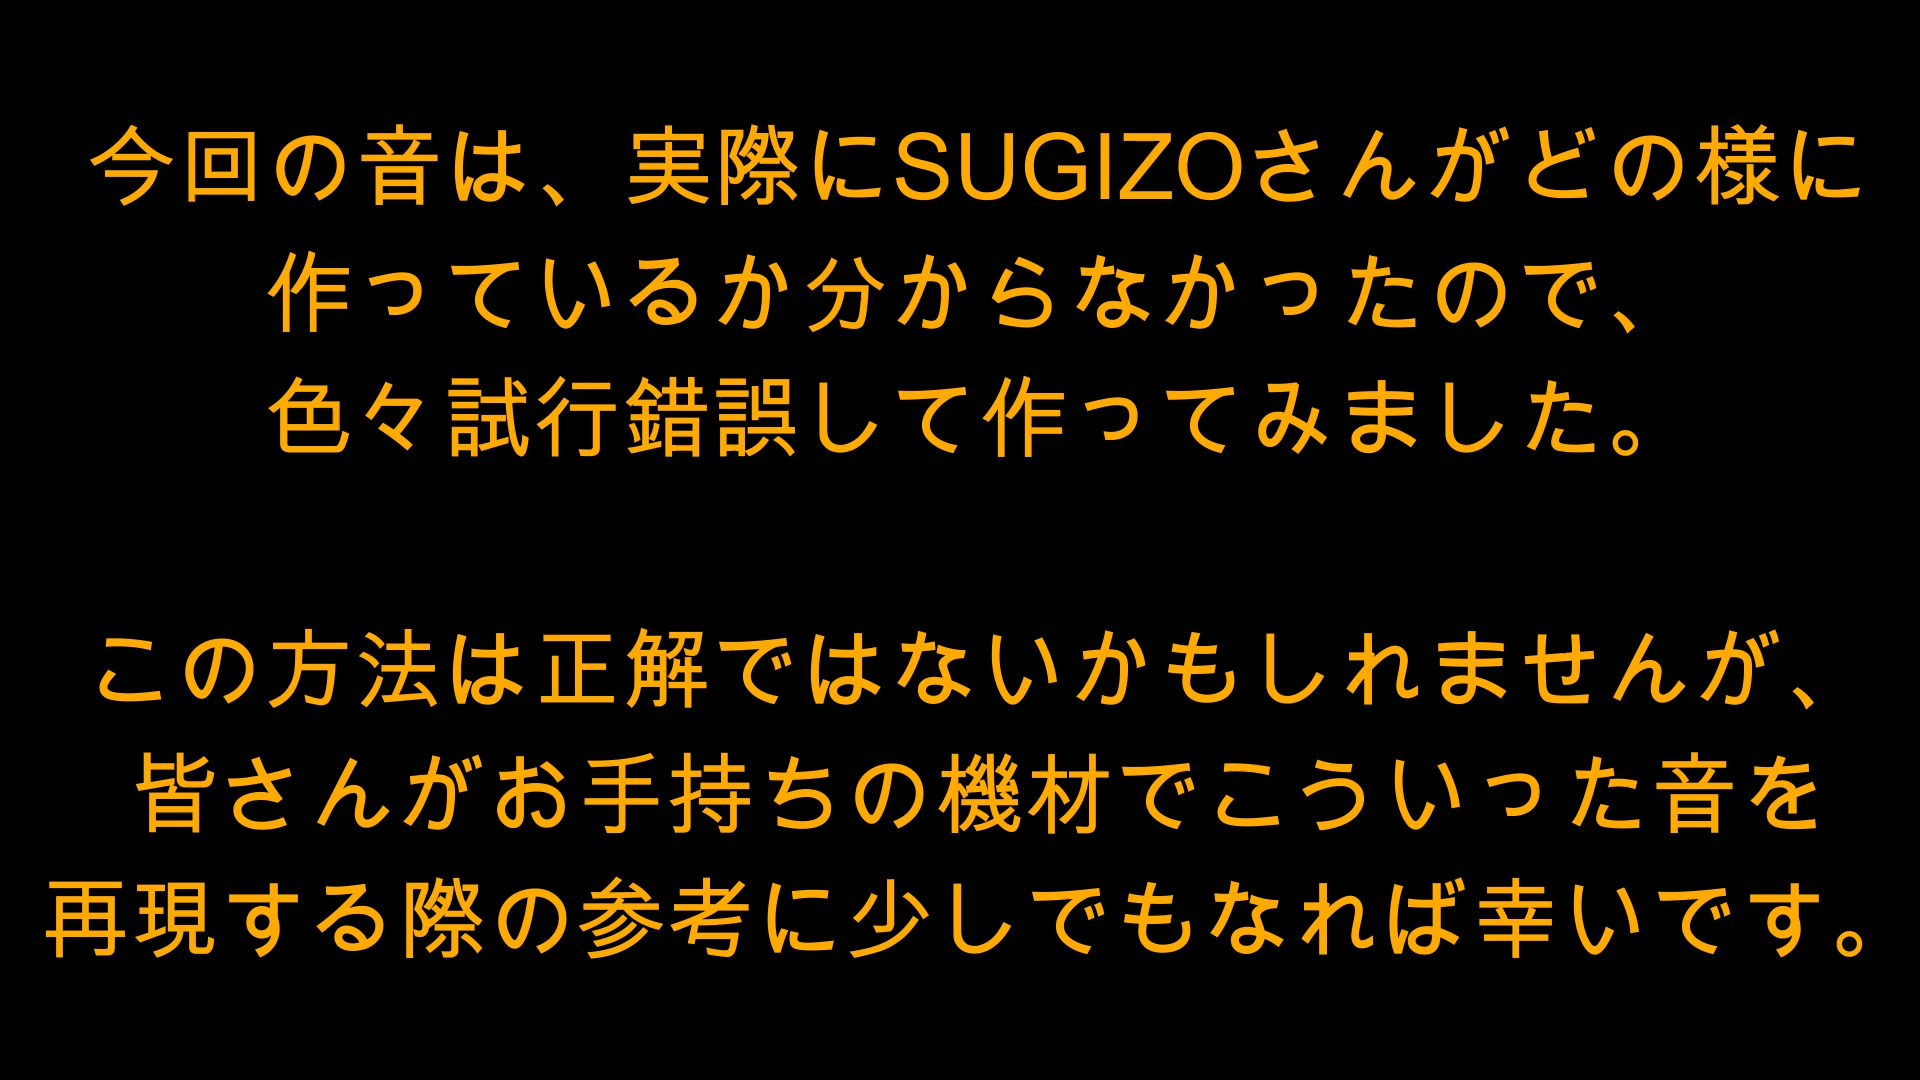 今回の音は、実際にSUGIZOさんがどの様に
作っているか分からなかったので、
色々試行錯誤して作ってみました。
この方法は正解ではないかもしれませんが、
皆さんがお手持ちの機材でこういった音を
再現する際の参考に少しでもなれば幸いです。